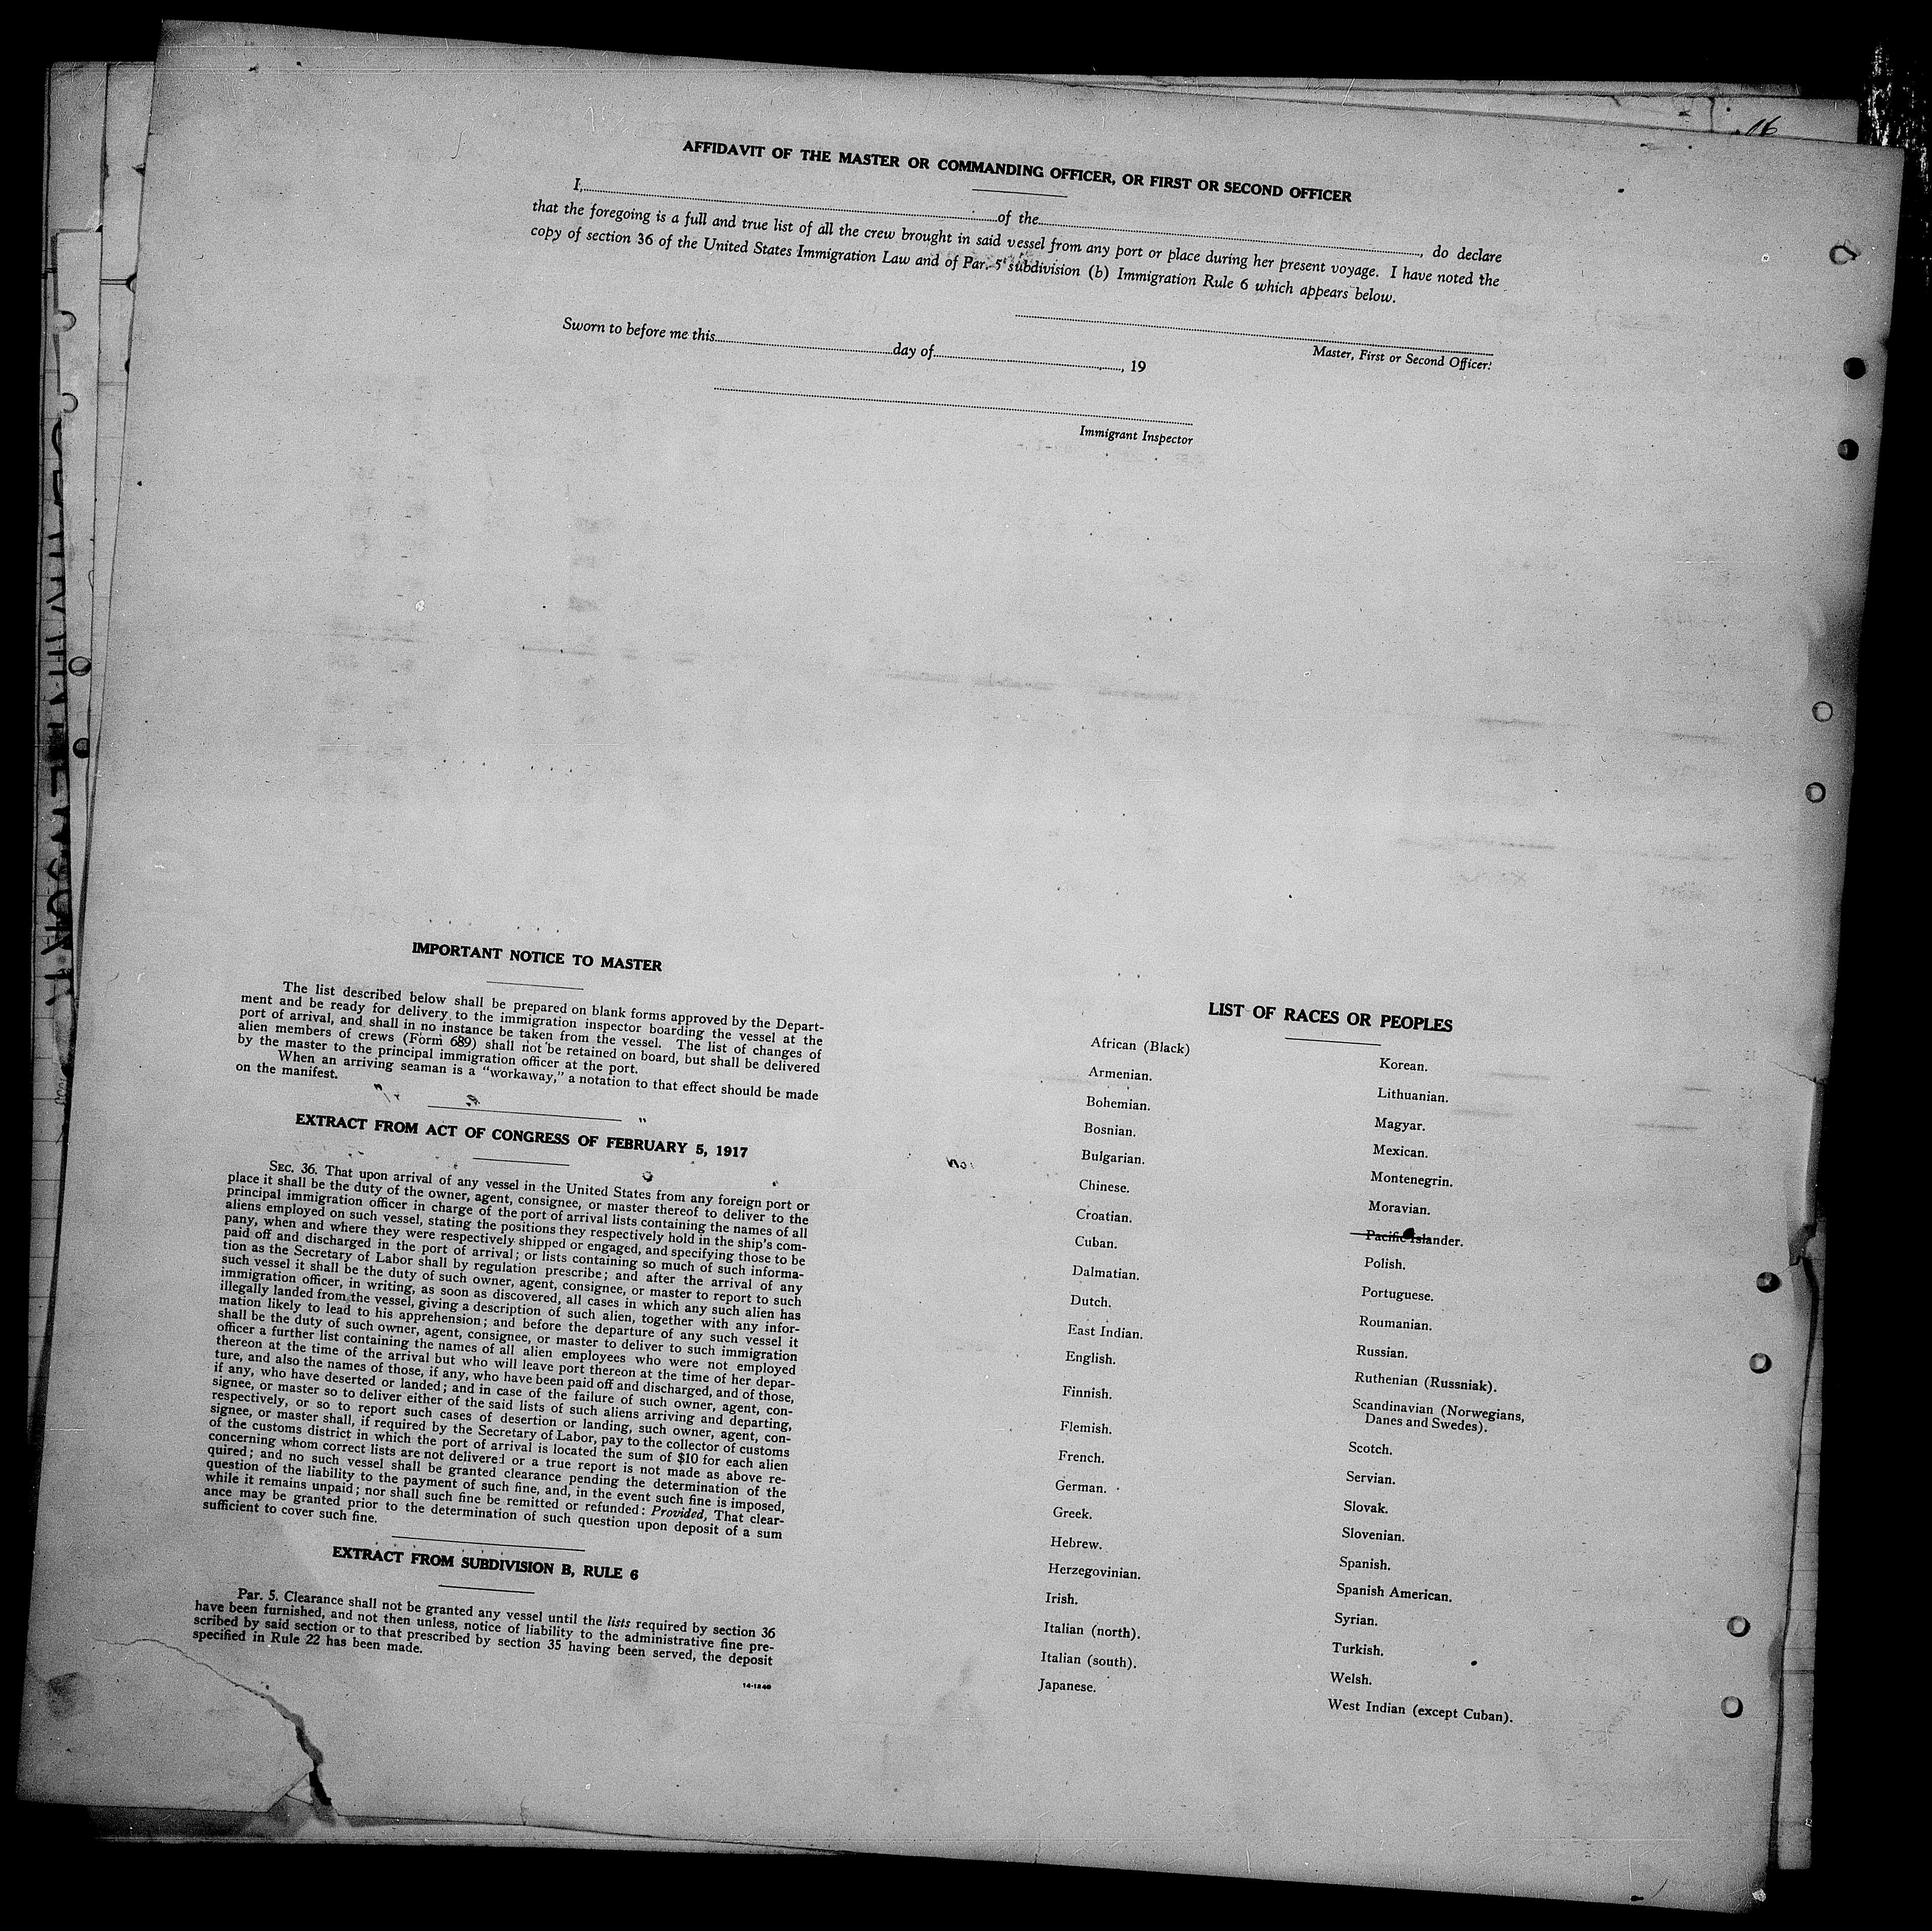 16
AFFIDAVIT OF THE MASTER OR COMMANDING OFFICER, OR FIRST OR SECOND OFFICER
I, of the , do declare
that the foregoing is a full and true list of all the crew brought in said vessel from any port or place during her present voyage. I have noted the
copy of section 36 of the United States Immigration Law and of Par. 5 subdivision (b) Immigration Rule 6 which appears below.
Master, First or Second Officer.
Sworn to before me this day of , 19
Immigrant Inspector
IMPORTANT NOTICE TO MASTER
The list described below shall be prepared on blank forms approved by the Depart-
ment and be ready for delivery to the immigration inspector boarding the vessel at the
port of arrival, and shall in no instance be taken from the vessel. The list of changes of
alien members of crews (Form 689) shall not be retained on board, but shall be delivered
by the master to the principal immigration officer at the port.
When an arriving seaman is a "workaway," a notation to that effect should be made
on the manifest.
EXTRACT FROM ACT OF CONGRESS OF FEBRUARY 5, 1917
SEC. 36. That upon arrival of any vessel in the United States from any foreign port or
place it shall be the duty of the owner, agent, consignee, or master thereof to deliver to the
principal immigration officer in charge of the port of arrival lists containing the names of all
aliens employed on such vessel, stating the positions they respectively hold in the ship's com-
pany, when and where they were respectively shipped or engaged, and specifying those to be
paid off and discharged in the port of arrival; or lists containing so much of such informa-
tion as the Secretary of Labor shall by regulation prescribe; and after the arrival of any
such vessel it shall be the duty of such owner, agent, consignee, or master to report to such
immigration officer, in writing, as soon as discovered, all cases in which any such alien has
illegally landed from the vessel, giving a description of such alien, together with any infor-
mation likely to lead to his apprehension; and before the departure of any such vessel it
shall be the duty of such owner, agent, consignee, or master to deliver to such immigration
officer a further list containing the names of all alien employees who were not employed
thereon at the time of the arrival but who will leave port thereon at the time of her depar-
ture, and also the names of those, if any, who have been paid off and discharged, and of those,
if any, who have deserted or landed; and in case of the failure of such owner, agent, con-
signee, or master so to deliver either of the said lists of such aliens arriving and departing,
respectively, or so to report such cases of desertion or landing, such owner, agent, con-
signee, or master shall, if required by the Secretary of Labor, pay to the collector of customs
of the customs district in which the port of arrival is located the sum of $10 for each alien
concerning whom correct lists are not delivered or a true report is not made as above re-
quired; and no such vessel shall be granted clearance pending the determination of the
question of the liability to the payment of such fine, and, in the event such fine is imposed,
while it remains unpaid; nor shall such fine be remitted or refunded: Provided, That clear-
ance may be granted prior to the determination of such question upon deposit of a sum
sufficient to cover such fine.
EXTRACT FROM SUBDIVISION B, RULE 6
Par. 5. Clearance shall not be granted any vessel until the lists required by section 36
have been furnished, and not then unless, notice of liability to the administrative fine pre-
scribed by said section or to that prescribed by section 35 having been served, the deposit
specified in Rule 22 has been made.
14-1240
LIST OF RACES OR PEOPLES
African (Black)
Armenian.
Bohemian.
Bosnian.
Bulgarian.
Chinese.
Croatian.
Cuban.
Dalmatian.
Dutch.
East Indian.
English.
Finnish.
Flemish.
French.
German.
Greek.
Hebrew.
Herzegovinian.
Irish.
Italian (north).
Italian (south).
Japanese.
Korean.
Lithuanian.
Magyar.
Mexican.
Montenegrin.
Moravian.
Pacific Islander.
Polish.
Portuguese.
Roumanian.
Russian.
Ruthenian (Russniak).
Scandinavian (Norwegians,
Danes and Swedes).
Scotch.
Servian.
Slovak.
Slovenian.
Spanish.
Spanish American.
Syrian.
Turkish.
Welsh.
West Indian (except Cuban).